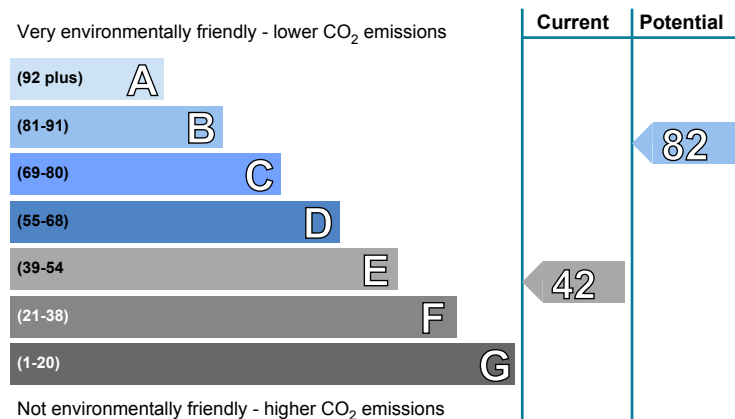 Current Potential
Very environmentally friendly - lower CO₂ emissions
(92 plus) A
(81-91) B
82
(69-80) C
(55-68) D
(39-54 E
42
(21-38) F
(1-20) G
Not environmentally friendly - higher CO₂ emissions